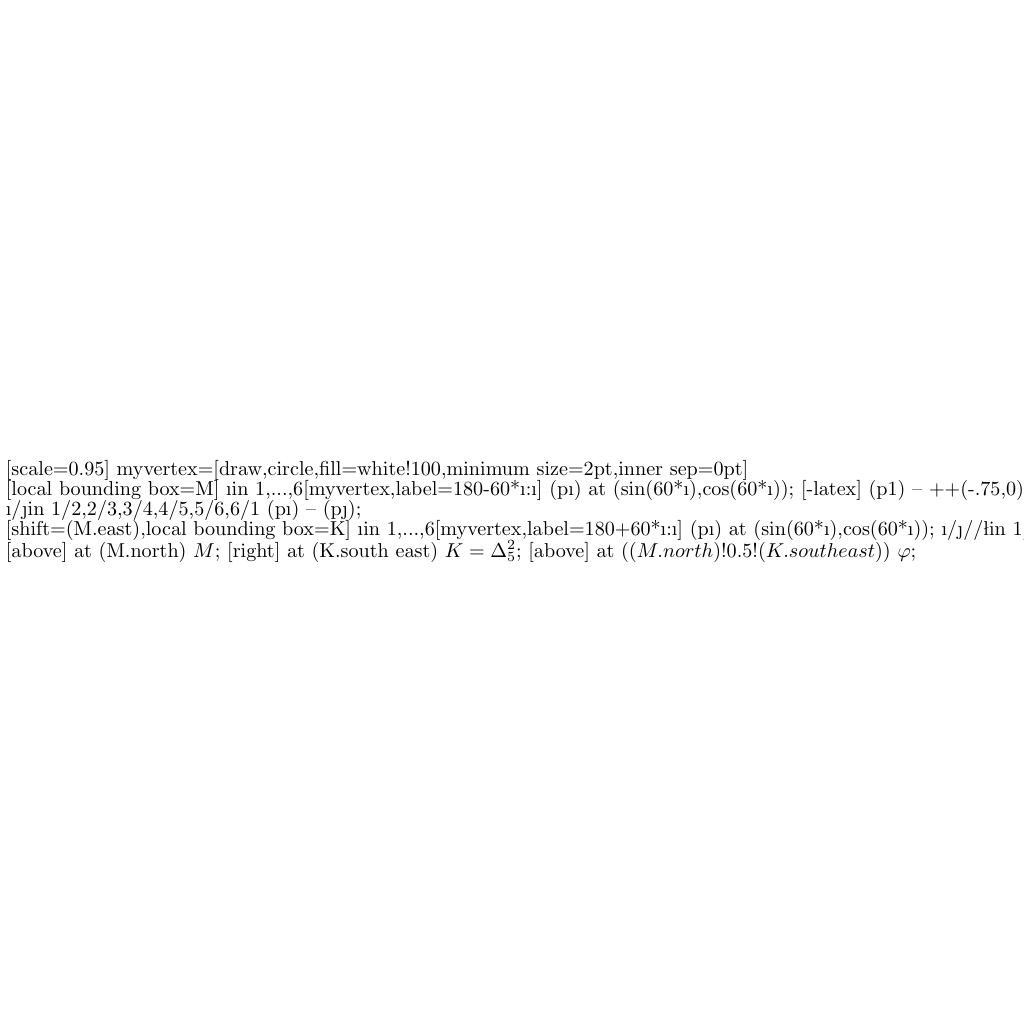 [scale=0.95] myvertex=[draw,circle,fill=white!100,minimum size=2pt,inner sep=0pt]
[local bounding box=M] ıin 1,...,6[myvertex,label=180-60*ı:ı] (pı) at (sin(60*ı),cos(60*ı)); [-latex] (p1) – ++(-.75,0)
ı/ȷin 1/2,2/3,3/4,4/5,5/6,6/1 (pı) – (pȷ);
[shift=(M.east),local bounding box=K] ıin 1,...,6[myvertex,label=180+60*ı:ı] (pı) at (sin(60*ı),cos(60*ı)); ı/ȷ//łin 1
[above] at (M.north) M; [right] at (K.south east) K = Δ₅²; [above] at ((M.north)!0.5!(K.southeast)) φ;